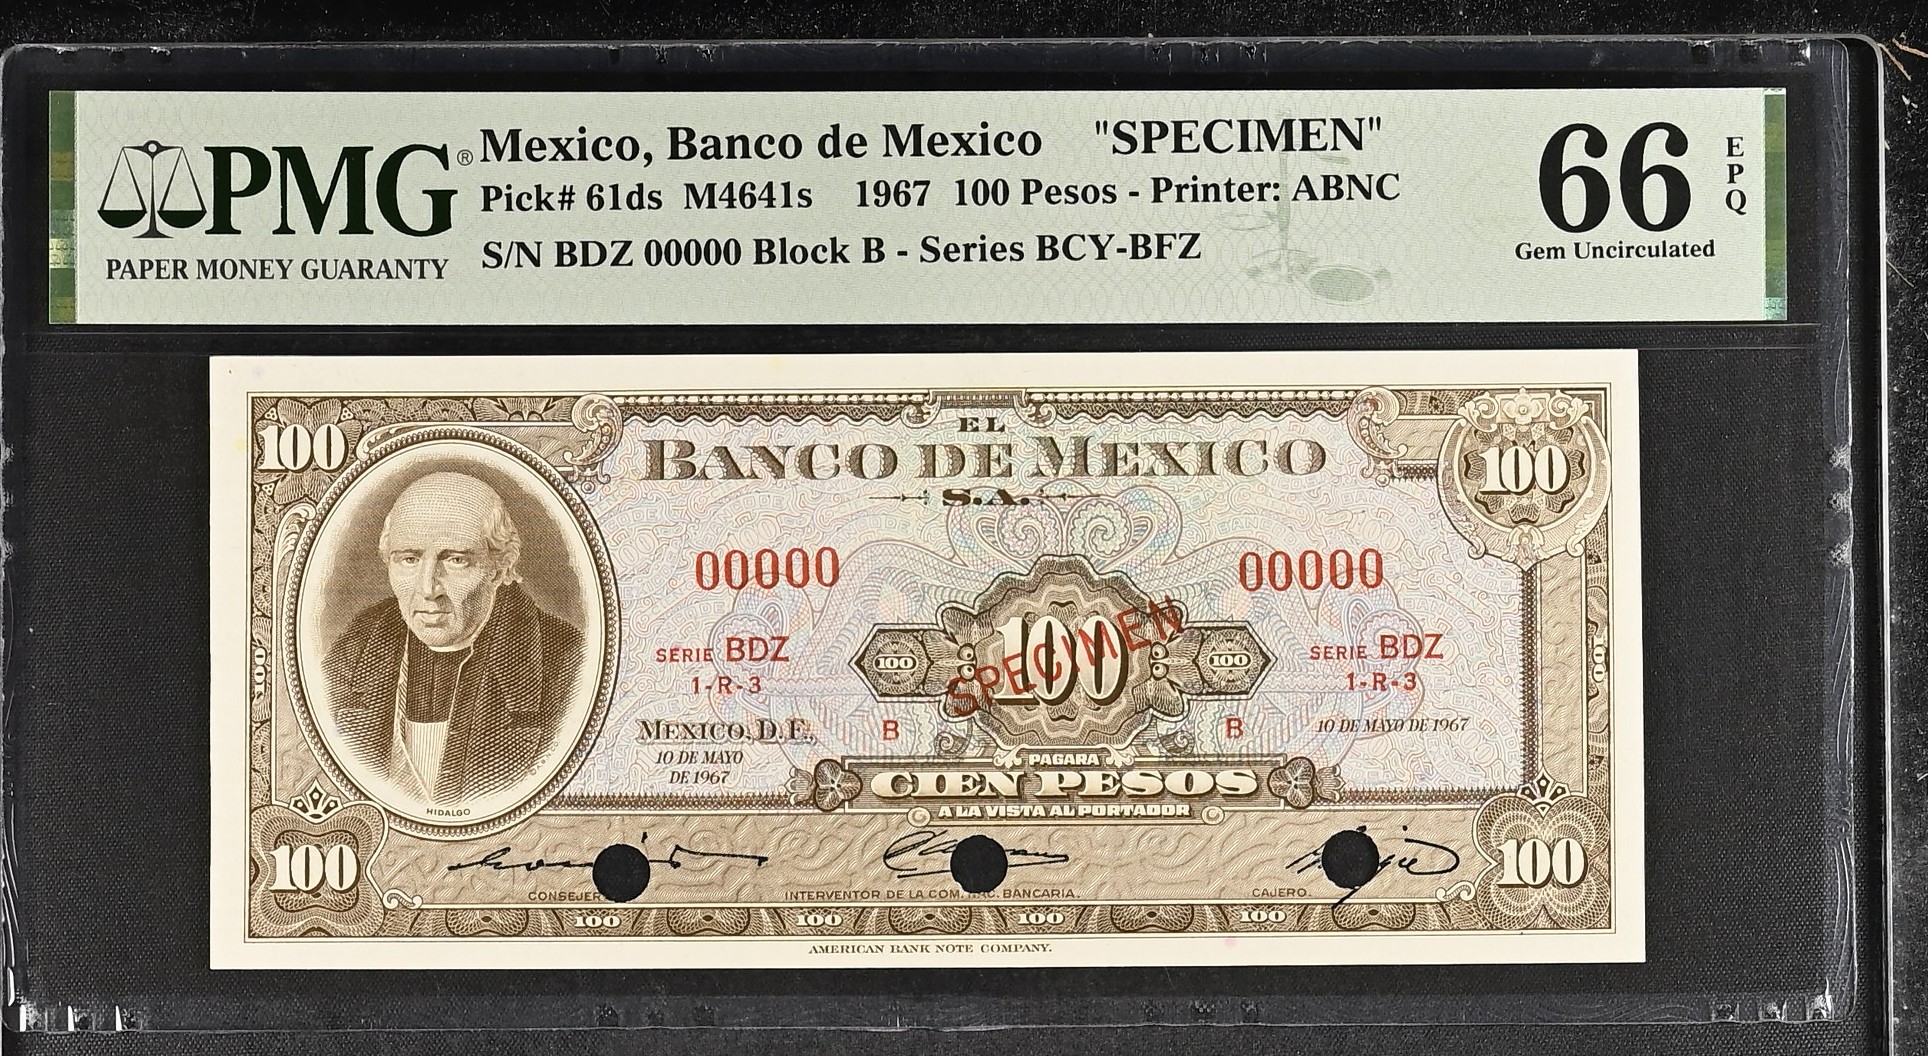 PMG®
PAPER MONEY GUARANTY
Mexico, Banco de Mexico "SPECIMEN"
Pick# 61ds M4641s 1967 100 Pesos - Printer: ABNC
S/N BDZ 00000 Block B - Series BCY-BFZ
66
EPQ
Gem Uncirculated
100
100
EL
BANCO DE MEXICO
S.A.
00000
00000
SERIE BDZ
1-R-3
SERIE BDZ
1-R-3
100
100
100
SPECIMEN
MEXICO, D.F.,
10 DE MAYO
DE 1967
B
B
10 DE MAYO DE 1967
PAGARA
CIEN PESOS
A LA VISTA AL PORTADOR
HIDALGO
100
100
100
100
INTERVENTOR DE LA BANCARIA.
CAJERO.
100
100
100
100
AMERICAN BANK NOTE COMPANY.